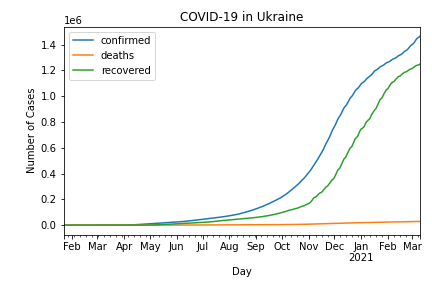 COVID-19 in Ukraine
1e6
confirmed
deaths
recovered
Number of Cases
1.4
1.2
1.0
0.8
0.6
0.4
0.2
0.0
Feb Mar Apr May Jun Jul Aug Sep Oct Nov Dec Jan Feb Mar
2021
Day